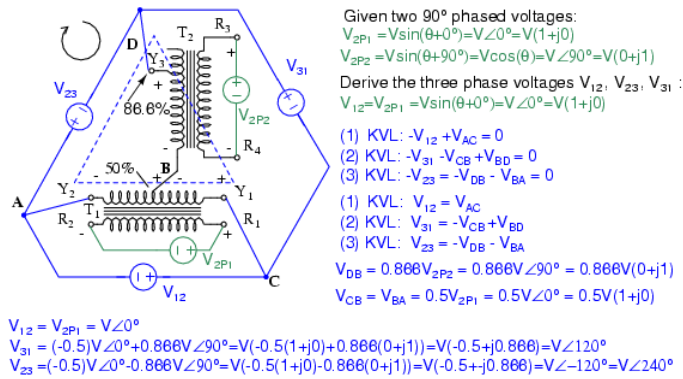 Given two 90° phased voltages:
V2P1 =Vsin(θ+0°)=V∠0°=V(1+j0)
V2P2 =Vsin(θ+90°)=Vcos(θ)=V∠90°=V(0+j1)
Derive the three phase voltages V12, V23, V31 :
V12=V2P1 =Vsin(θ+0°)=V∠0°=V(1+j0)
(1) KVL: -V12 +VAC = 0
(2) KVL: -V31 -VCB +VBD = 0
(3) KVL: -V23 = -VDB - VBA = 0
(1) KVL: V12 = VAC
(2) KVL: V31 = -VCB+VBD
(3) KVL: V23 = -VDB - VBA
VDB = 0.866V2P2 = 0.866V∠90° = 0.866V(0+j1)
VCB = VBA = 0.5V2P1 = 0.5V∠0° = 0.5V(1+j0)
D
T2
R3
Y3
+
+
-
+
V23
+
-
V31
86.6%
+
V2P2
-
-
-
R4
50%
B
-
+
-
+
Y2
Y1
A
T1
R2
R1
-
+
-
+
V2P1
-
+
V12
C
V12 = V2P1 = V∠0°
V31 = (-0.5)V∠0°+0.866V∠90°=V(-0.5(1+j0)+0.866(0+j1))=V(-0.5+j0.866)=V∠120°
V23 =(-0.5)V∠0°-0.866V∠90°=V(-0.5(1+j0)-0.866(0+j1))=V(-0.5+-j0.866)=V∠-120°=V∠240°